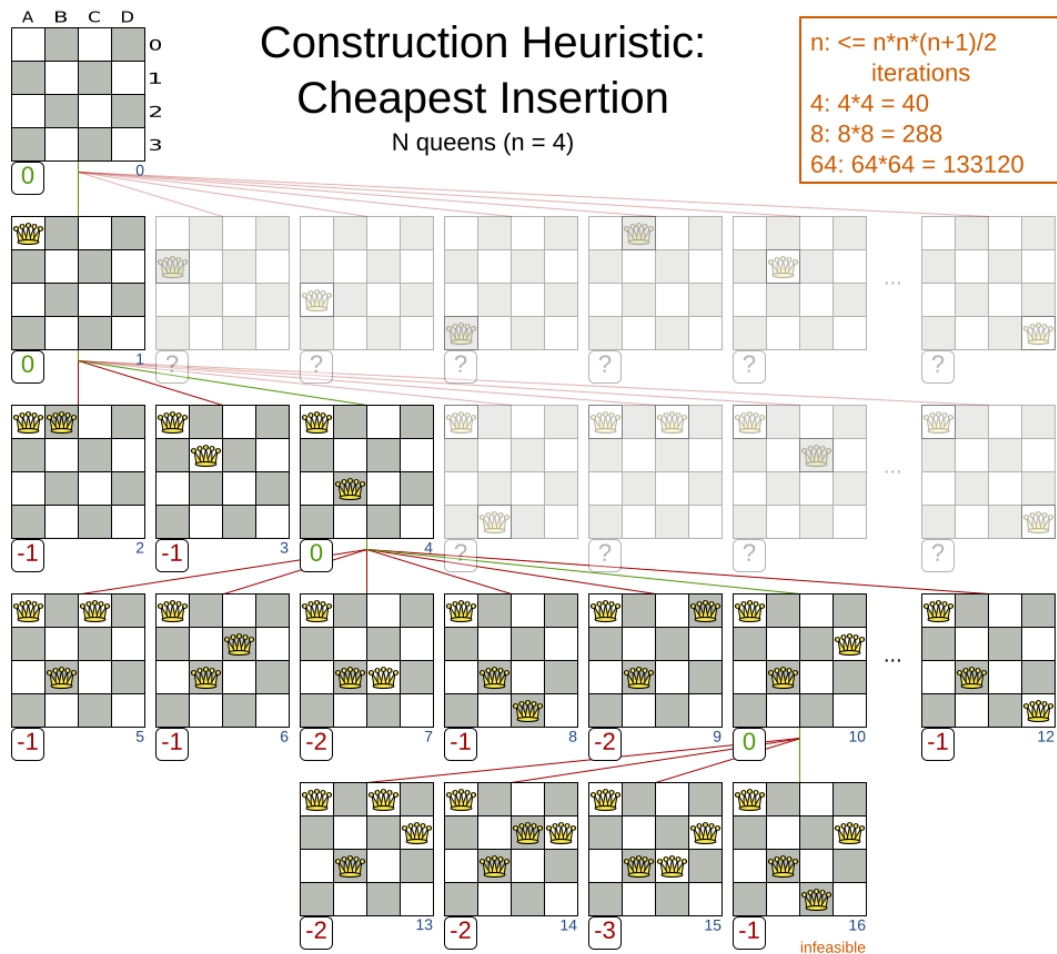 A B C D
0
1
2
3
Construction Heuristic:
Cheapest Insertion
N queens (n = 4)
n: <= n*n*(n+1)/2
iterations
4: 4*4 = 40
8: 8*8 = 288
64: 64*64 = 133120
0 0
...
0 1 ? ? ? ? ? ?
...
-1 2 -1 3 0 4 ? ? ? ?
...
-1 5 -1 6 -2 7 -1 8 -2 9 0 10 -1 12
-2 13 -2 14 -3 15 -1 16
infeasible